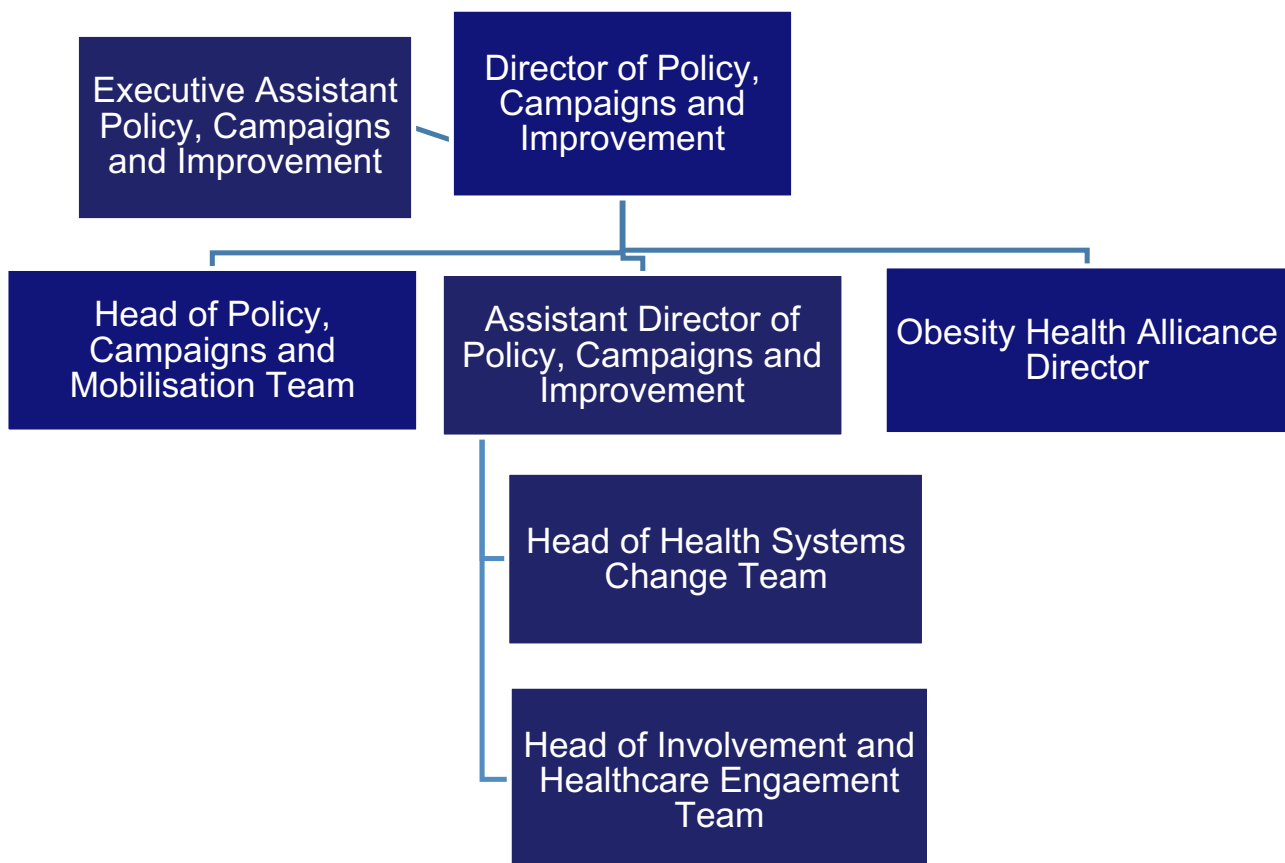 Executive Assistant
Policy, Campaigns
and Improvement
Director of Policy,
Campaigns and
Improvement
Head of Policy,
Campaigns and
Mobilisation Team
Assistant Director of
Policy, Campaigns and
Improvement
Obesity Health Allicance
Director
Head of Health Systems
Change Team
Head of Involvement and
Healthcare Engaement
Team